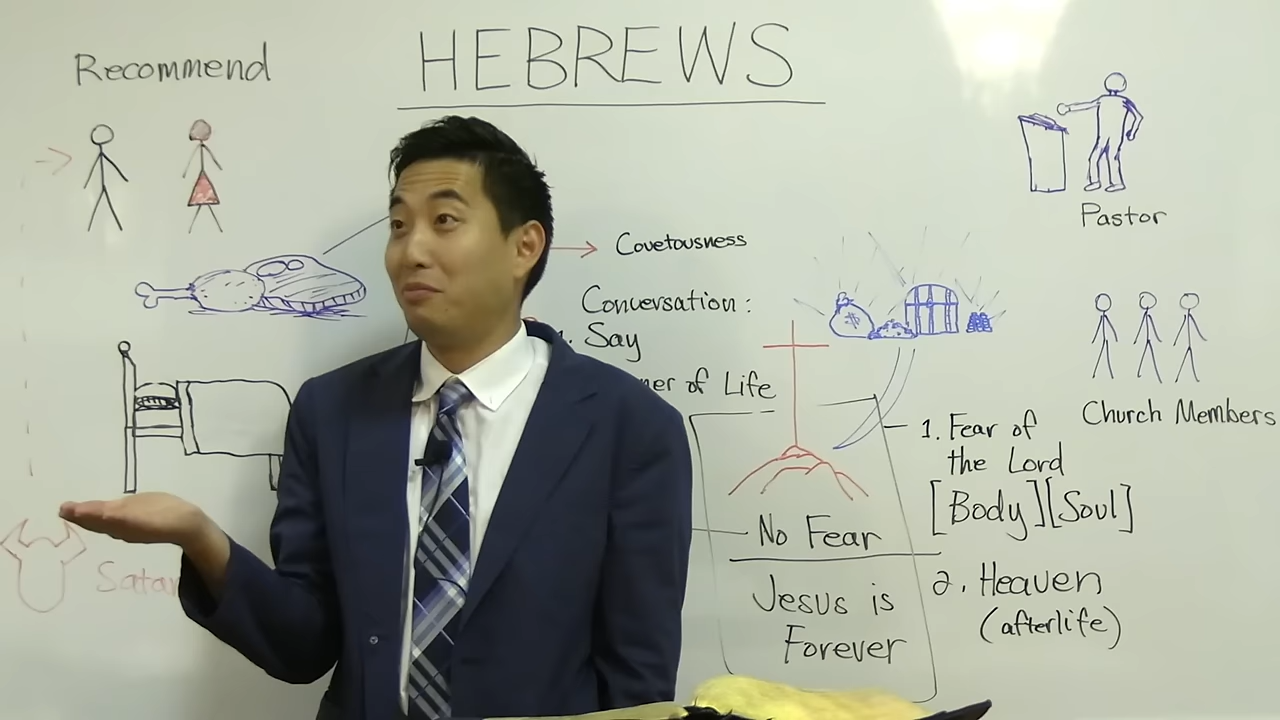 HEBREWS
Recommend
Pastor
Covetousness
Conversation:
1. Say
of Life
$
Church Members
1. Fear of
the Lord
[Body][Soul]
No Fear
Jesus is
Forever
2. Heaven
(afterlife)
Satan